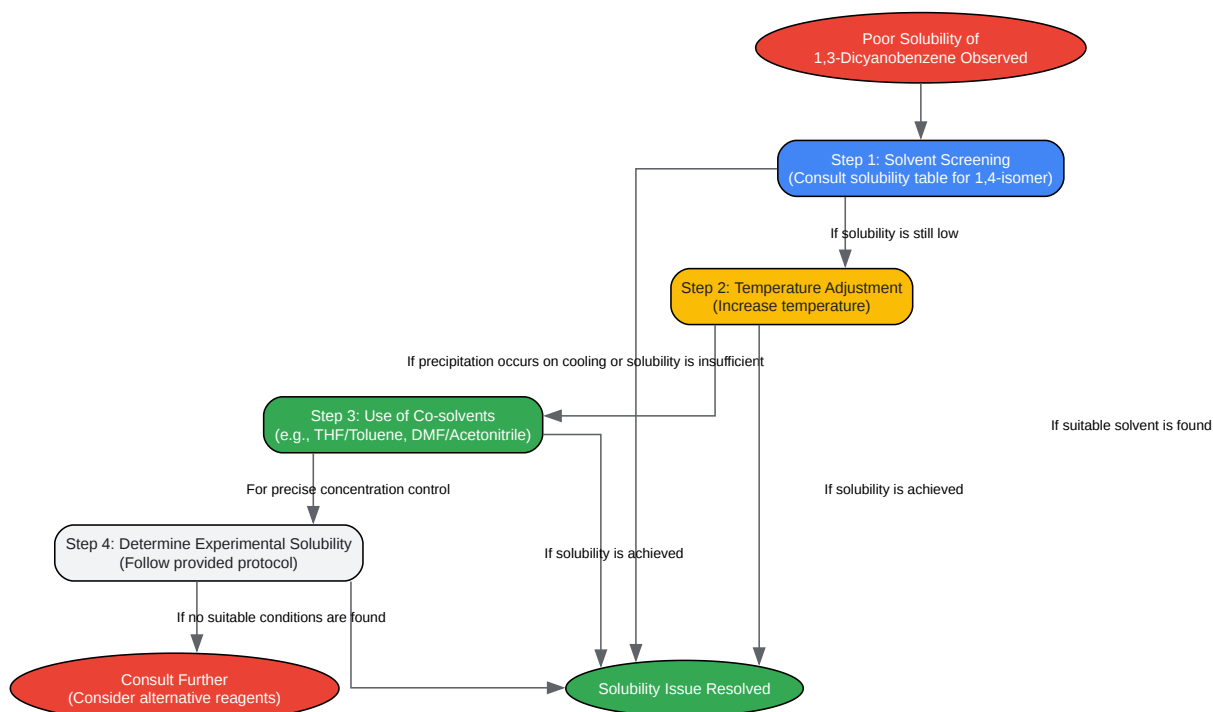 Poor Solubility of
1,3-Dicyanobenzene Observed
Step 1: Solvent Screening
(Consult solubility table for 1,4-isomer)
If solubility is still low
Step 2: Temperature Adjustment
(Increase temperature)
If precipitation occurs on cooling or solubility is insufficient
Step 3: Use of Co-solvents
(e.g., THF/Toluene, DMF/Acetonitrile)
If suitable solvent is found
For precise concentration control
If solubility is achieved
Step 4: Determine Experimental Solubility
(Follow provided protocol)
If solubility is achieved
If no suitable conditions are found
Consult Further
(Consider alternative reagents)
Solubility Issue Resolved